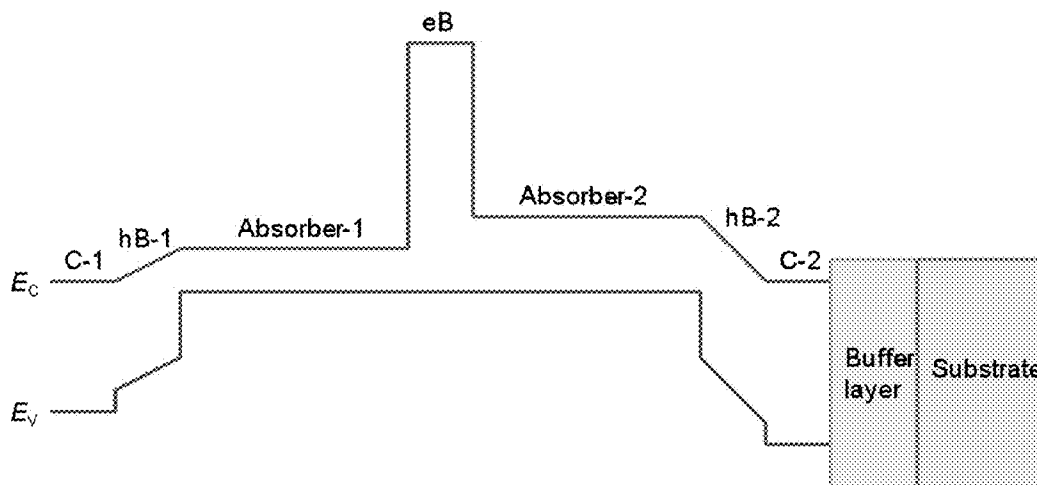 eB
Absorber-2
Absorber-1
hB-1
hB-2
C-1
C-2
EC
Buffer
layer
Substrate
EV